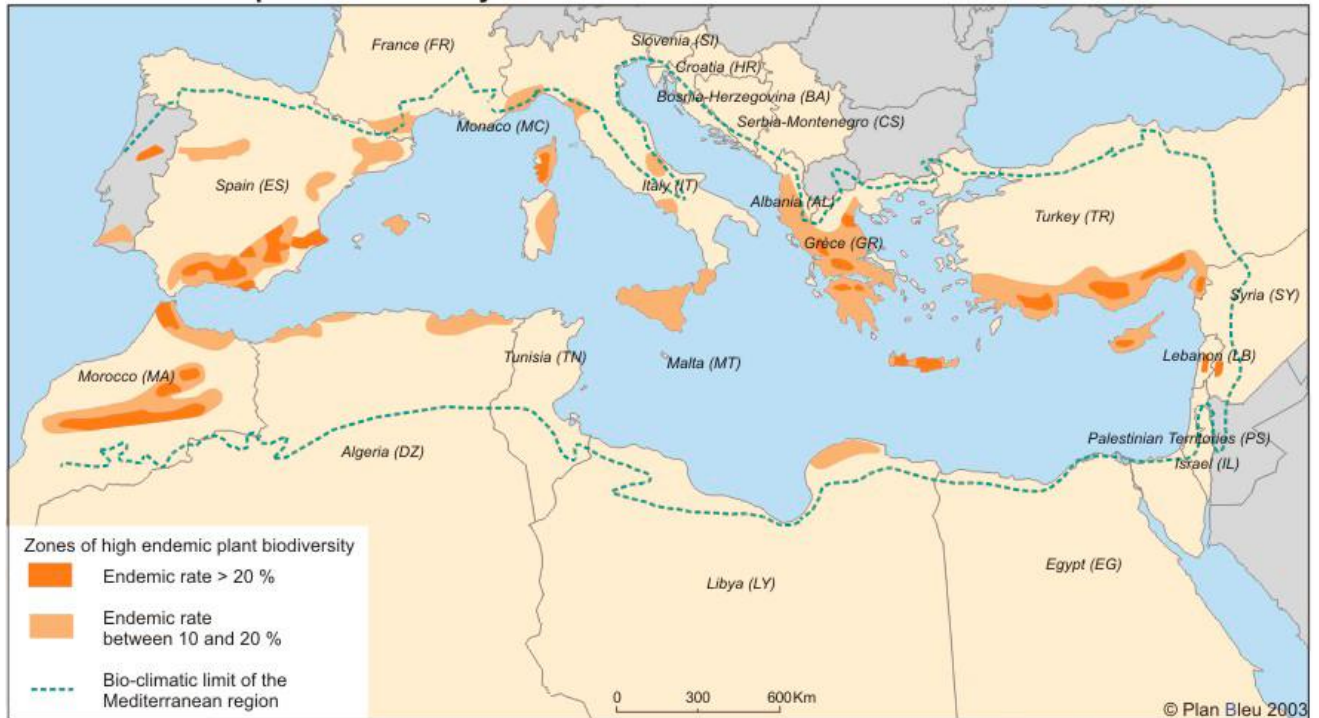 France (FR)
Slovenia (SI)
Croatia (HR)
Bosnia-Herzegovina (BA)
Serbia-Montenegro (CS)
Monaco (MC)
Spain (ES)
Italy (IT)
Albania (AL)
Grèce (GR)
Turkey (TR)
Syria (SY)
Lebanon (LB)
Tunisia (TN)
Malta (MT)
Morocco (MA)
Algeria (DZ)
Palestinian Territories (PS)
Israel (IL)
Libya (LY)
Egypt (EG)
Zones of high endemic plant biodiversity
Endemic rate > 20 %
Endemic rate
between 10 and 20 %
Bio-climatic limit of the
Mediterranean region
0 300 600 Km
© Plan Bleu 2003